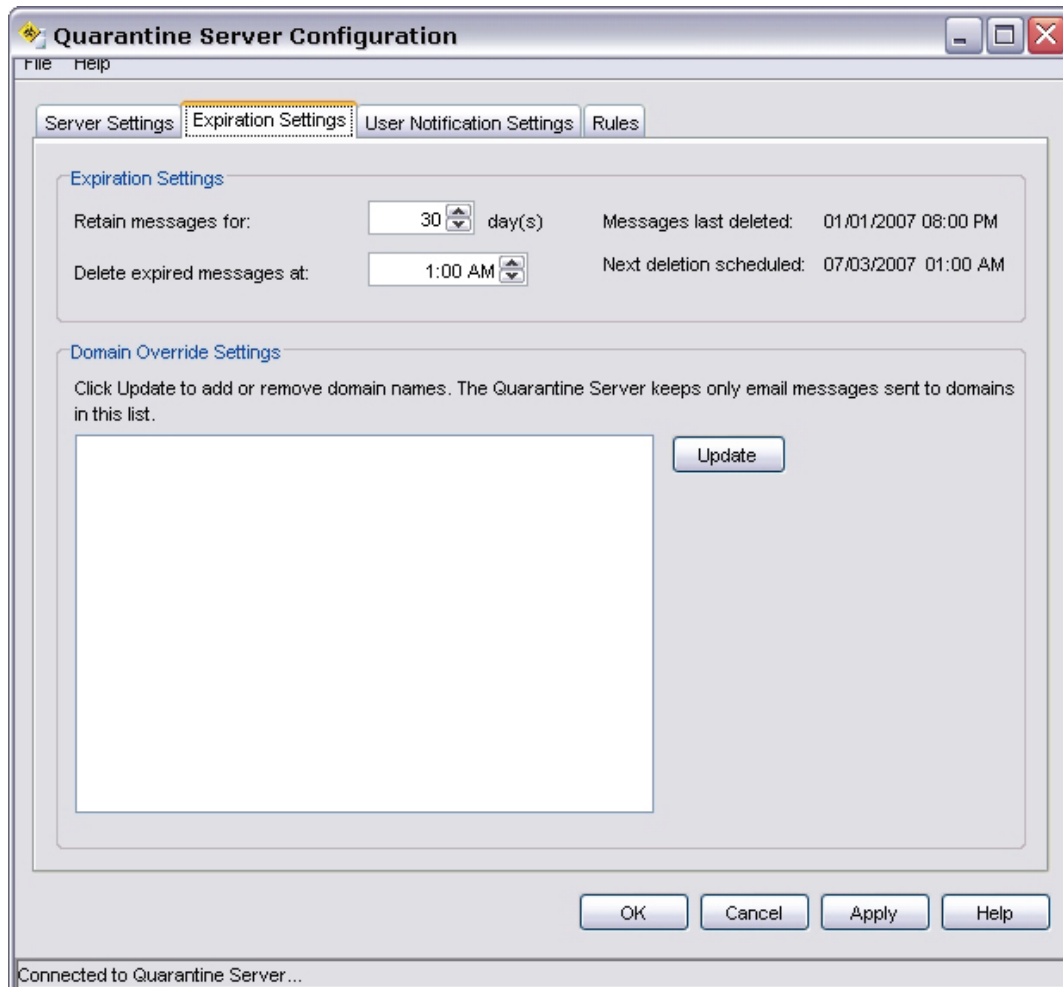 Quarantine Server Configuration
File Help
Server Settings Expiration Settings User Notification Settings Rules
Expiration Settings
Retain messages for: 30 day(s) Messages last deleted: 01/01/2007 08:00 PM
Delete expired messages at: 1:00 AM Next deletion scheduled: 07/03/2007 01:00 AM
Domain Override Settings
Click Update to add or remove domain names. The Quarantine Server keeps only email messages sent to domains
in this list.
Update
OK Cancel Apply Help
Connected to Quarantine Server...